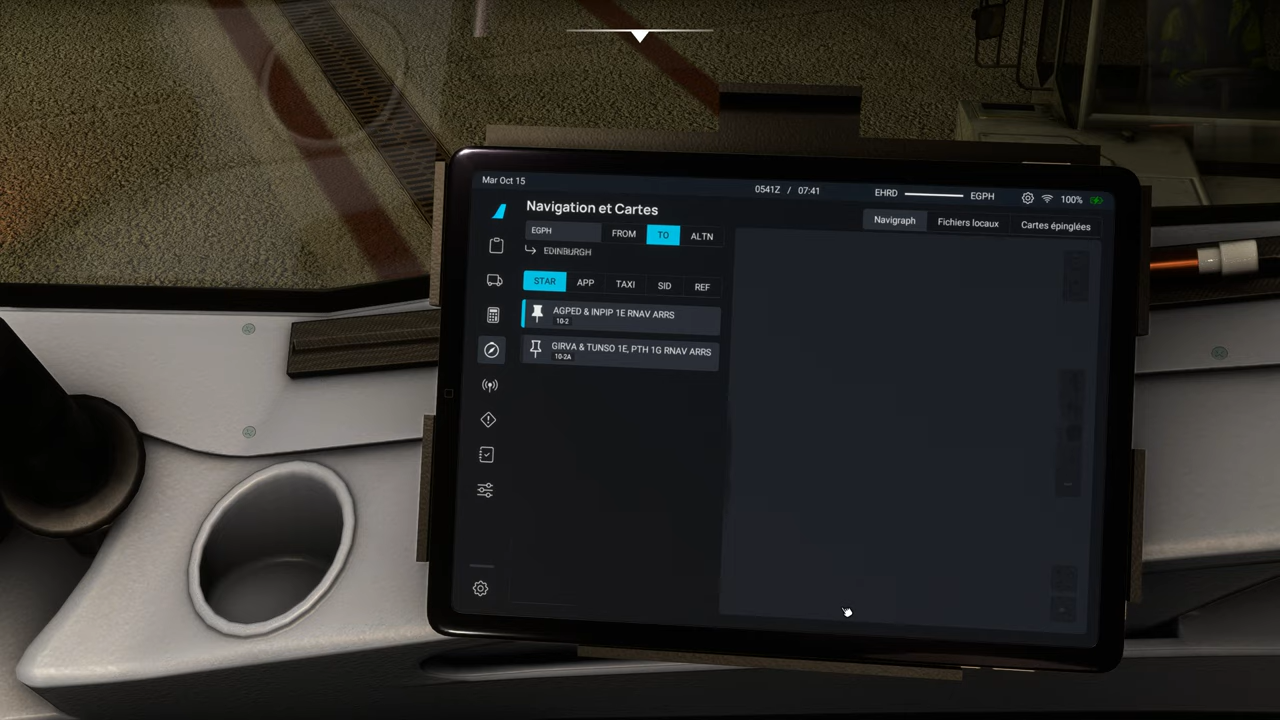 Mar Oct 15
0541Z / 07:41
EHRD
EGPH
100%
Navigation et Cartes
Navigraph
Fichiers locaux
Cartes épinglées
EGPH
FROM
TO
ALTN
EDINBURGH
STAR
APP
TAXI
SID
REF
AGPED & INPIP 1E RNAV ARRS
10-2
GIRVA & TUNSO 1E, PTH 1G RNAV ARRS
10-2A